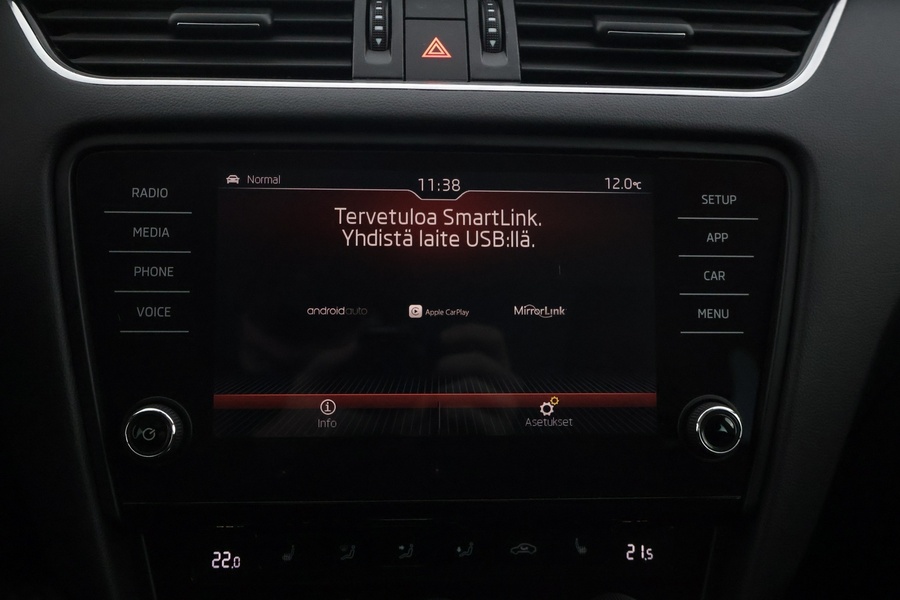 Normal
11:38
12.0°C
RADIO
MEDIA
PHONE
VOICE
Tervetuloa SmartLink.
Yhdistä laite USB:llä.
androidauto
Apple CarPlay
MirrorLink
Info
Asetukset
SETUP
APP
CAR
MENU
22.0
21.5